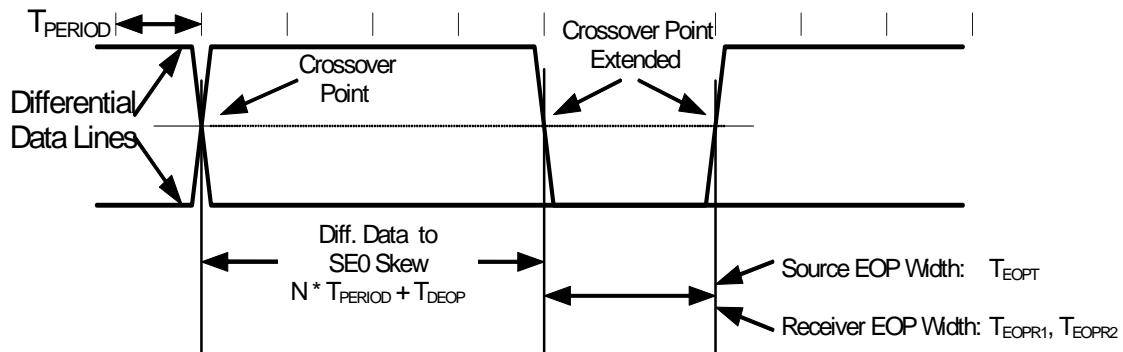 TPERIOD
Crossover
Point
Crossover Point
Extended
Differential
Data Lines
Diff. Data to
SE0 Skew
N * TPERIOD + TDEOP
Source EOP Width: TEOPT
Receiver EOP Width: TEOPR1, TEOPR2